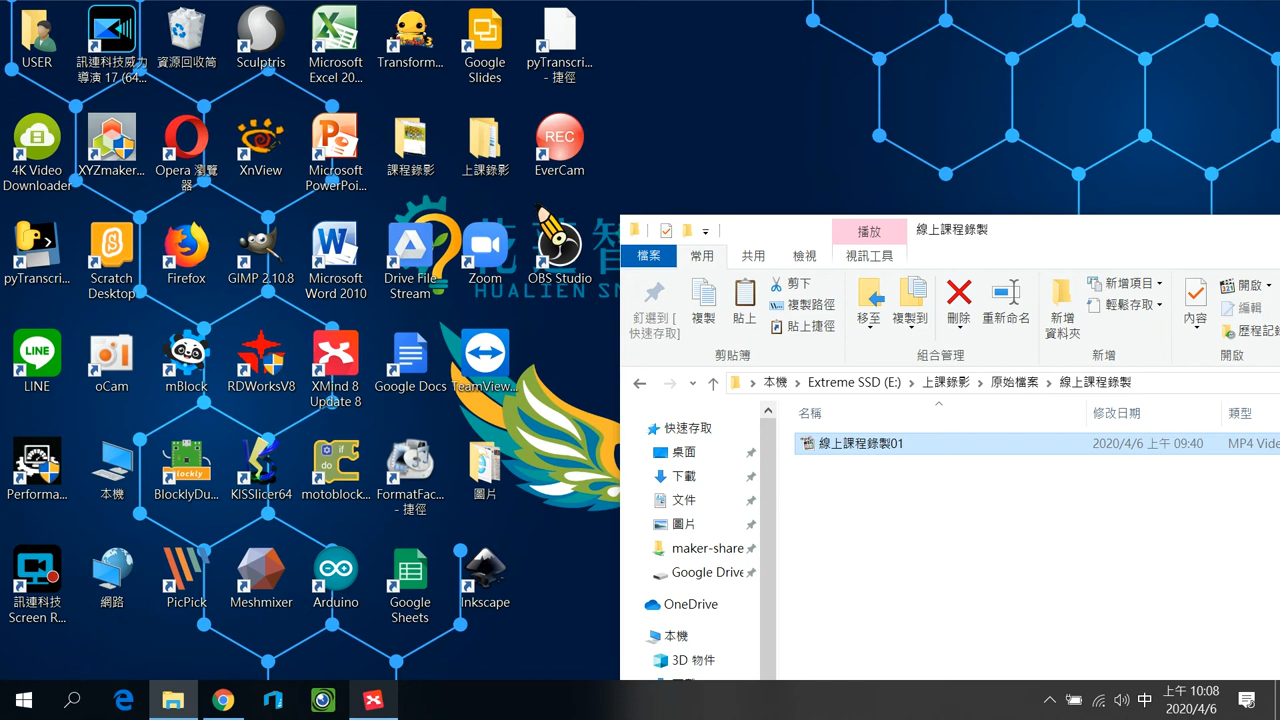 USER
訊連科技威力
導演 17 (64...
資源回收筒
Sculptris
Microsoft
Excel 20...
Transform...
Google
Slides
pyTranscri...
- 捷徑
4K Video
Downloader
XYZmaker...
Opera 瀏覽
器
XnView
Microsoft
PowerPoi...
課程錄影
上課錄影
REC
EverCam
pyTranscri...
Scratch
Desktop
Firefox
GIMP 2.10.8
Microsoft
Word 2010
Drive File
Stream
Zoom
OBS Studio
HUALIEN SM
LINE
LINE
oCam
mBlock
RDWorksV8
XMind 8
Update 8
Google Docs
TeamView...
Performa...
本機
Blockly
BlocklyDu...
KISSlicer64
if
do
motoblock...
FormatFac...
- 捷徑
圖片
訊連科技
Screen R...
網路
PicPick
Meshmixer
Arduino
Google
Sheets
Inkscape
播放
線上課程錄製
檔案
常用
共用
檢視
視訊工具
釘選到 [
快速存取]
複製
貼上
剪下
複製路徑
貼上捷徑
剪貼簿
移至
複製到
刪除
重新命名
組合管理
新增
資料夾
新增項目
輕鬆存取
新增
內容
開啟
編輯
歷程記錄
開啟
本機
Extreme SSD (E:)
上課錄影
原始檔案
線上課程錄製
名稱
修改日期
類型
線上課程錄製01
2020/4/6 上午 09:40
MP4 Vide
快速存取
桌面
下載
文件
圖片
maker-share
Google Drive
OneDrive
本機
3D 物件
中
上午 10:08
2020/4/6